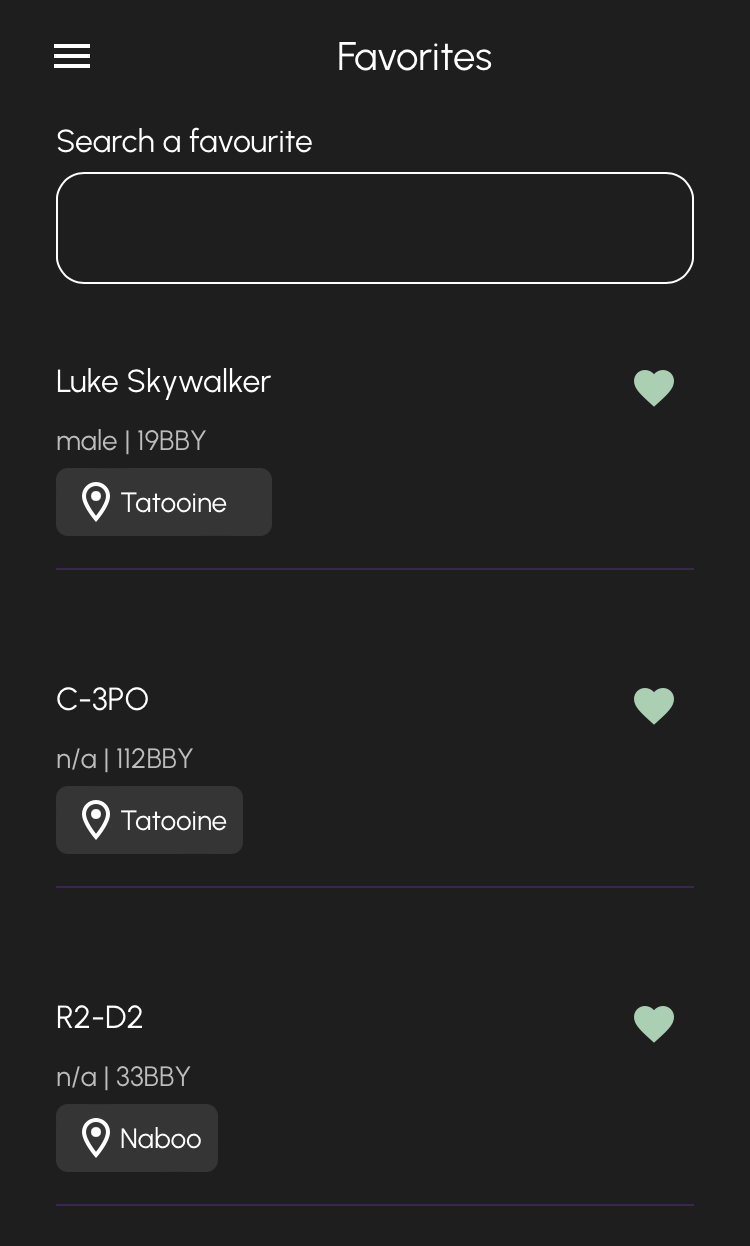 Favorites
Search a favourite
Luke Skywalker
male | 19BBY
Tatooine
C-3PO
n/a | 112BBY
Tatooine
R2-D2
n/a | 33BBY
Naboo